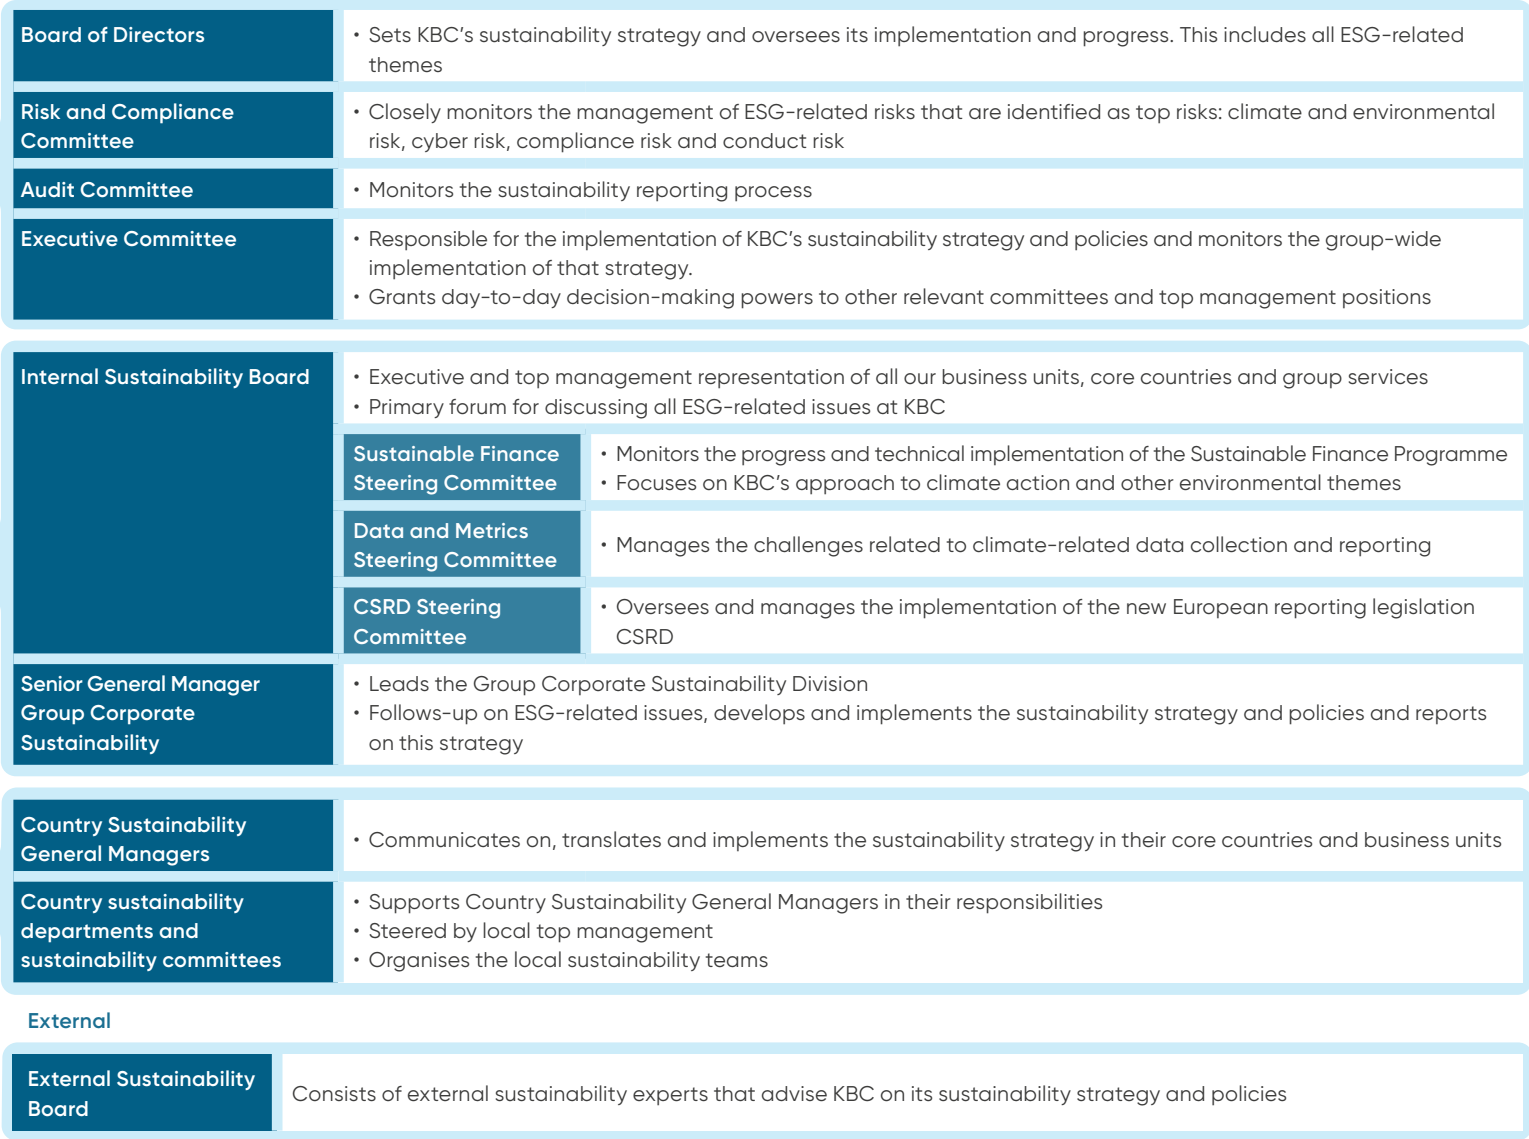 Board of Directors
• Sets KBC's sustainability strategy and oversees its implementation and progress. This includes all ESG-related
themes
Risk and Compliance
Committee
• Closely monitors the management of ESG-related risks that are identified as top risks: climate and environmental
risk, cyber risk, compliance risk and conduct risk
Audit Committee
• Monitors the sustainability reporting process
Executive Committee
• Responsible for the implementation of KBC's sustainability strategy and policies and monitors the group-wide
implementation of that strategy.
• Grants day-to-day decision-making powers to other relevant committees and top management positions
Internal Sustainability Board
• Executive and top management representation of all our business units, core countries and group services
• Primary forum for discussing all ESG-related issues at KBC
Sustainable Finance
Steering Committee
• Monitors the progress and technical implementation of the Sustainable Finance Programme
• Focuses on KBC's approach to climate action and other environmental themes
Data and Metrics
Steering Committee
• Manages the challenges related to climate-related data collection and reporting
CSRD Steering
Committee
• Oversees and manages the implementation of the new European reporting legislation
CSRD
Senior General Manager
Group Corporate
Sustainability
• Leads the Group Corporate Sustainability Division
• Follows-up on ESG-related issues, develops and implements the sustainability strategy and policies and reports
on this strategy
Country Sustainability
General Managers
• Communicates on, translates and implements the sustainability strategy in their core countries and business units
Country sustainability
departments and
sustainability committees
• Supports Country Sustainability General Managers in their responsibilities
• Steered by local top management
• Organises the local sustainability teams
External
External Sustainability
Board
Consists of external sustainability experts that advise KBC on its sustainability strategy and policies